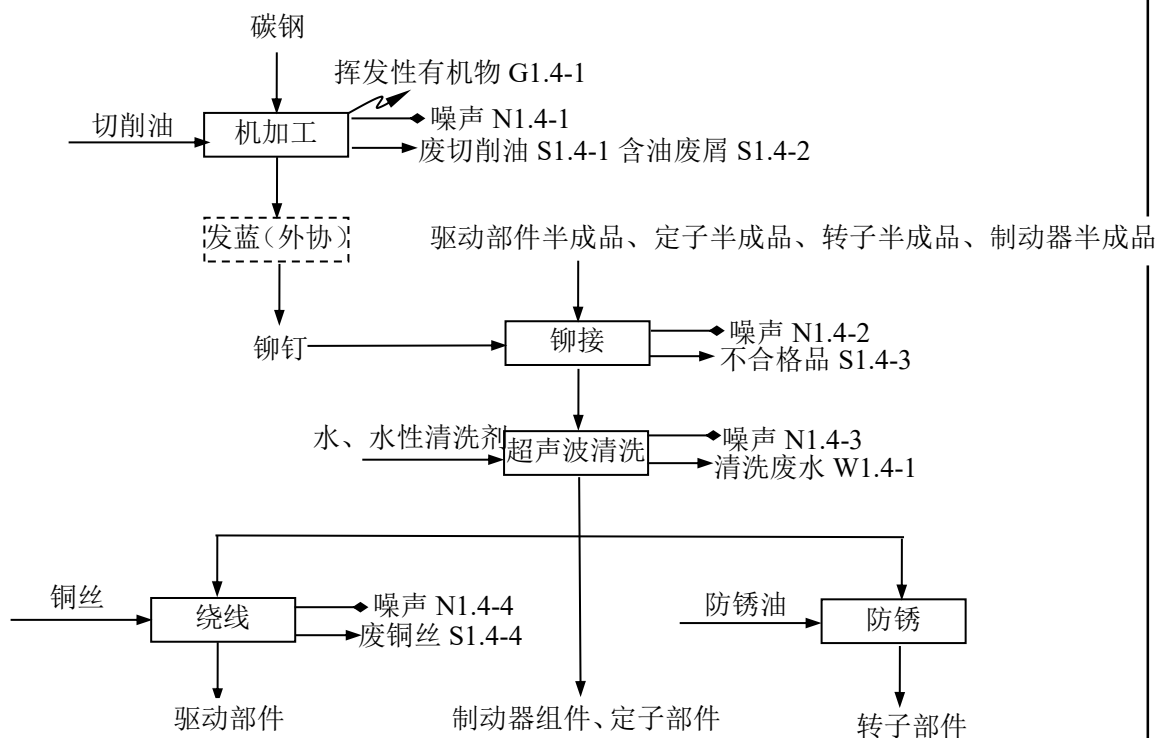 碳钢
挥发性有机物 G1.4-1
切削油
机加工
噪声 N1.4-1
废切削油 S1.4-1 含油废屑 S1.4-2
发蓝（外协）
驱动部件半成品、定子半成品、转子半成品、制动器半成品
铆钉
铆接
噪声 N1.4-2
不合格品 S1.4-3
水、水性清洗剂
超声波清洗
噪声 N1.4-3
清洗废水 W1.4-1
铜丝
绕线
噪声 N1.4-4
废铜丝 S1.4-4
防锈油
防锈
驱动部件
制动器组件、定子部件
转子部件